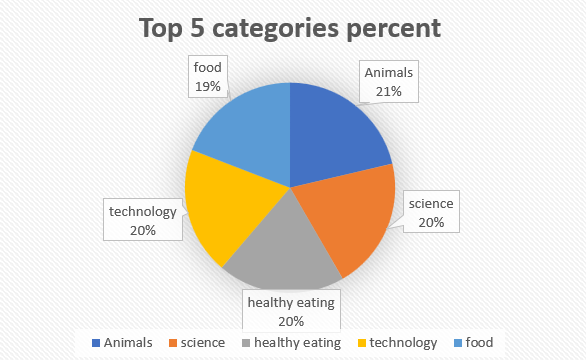 Top 5 categories percent
food
19%
Animals
21%
science
20%
technology
20%
healthy eating
20%
Animals science healthy eating technology food